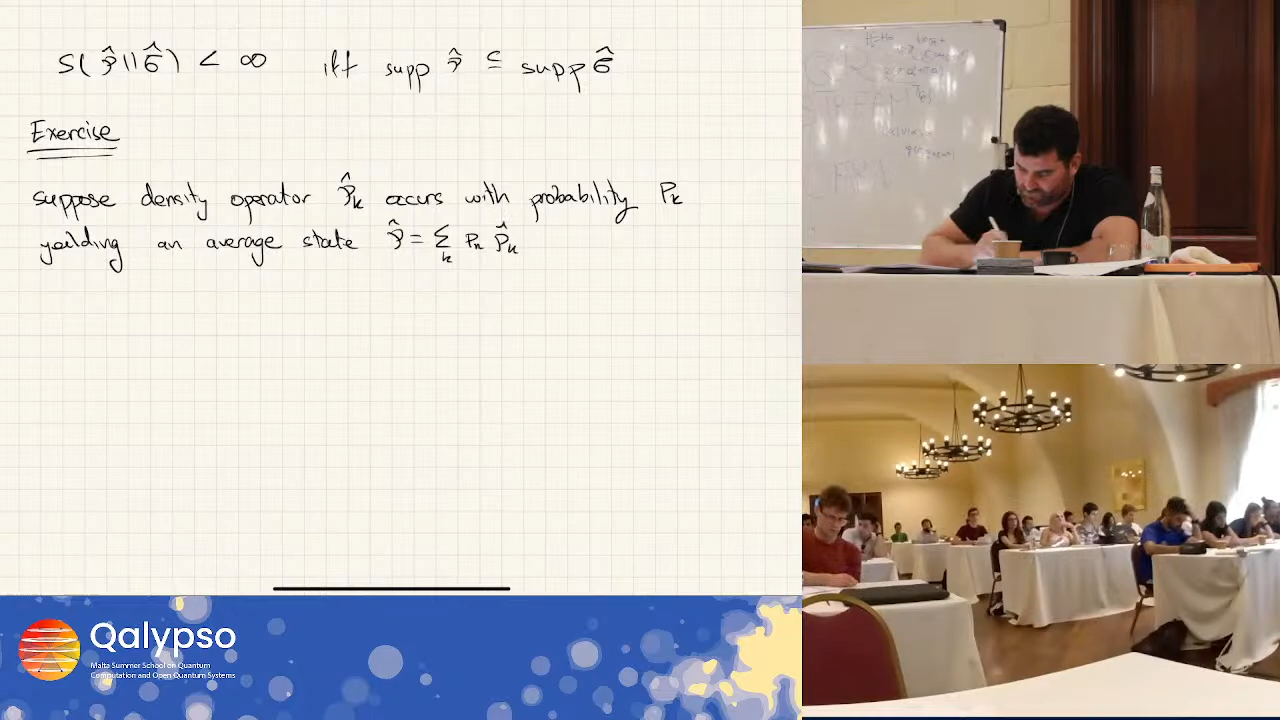 S( ρ̂ || σ̂ ) < ∞ iff supp ρ̂ ⊆ supp σ̂
Exercise
suppose density operator ρ̂k occurs with probability Pk
yeilding an average state ρ̂ = Σk Pk ρ̂k
Qalypso
Malta Summer School on Quantum
Computation and Open Quantum Systems